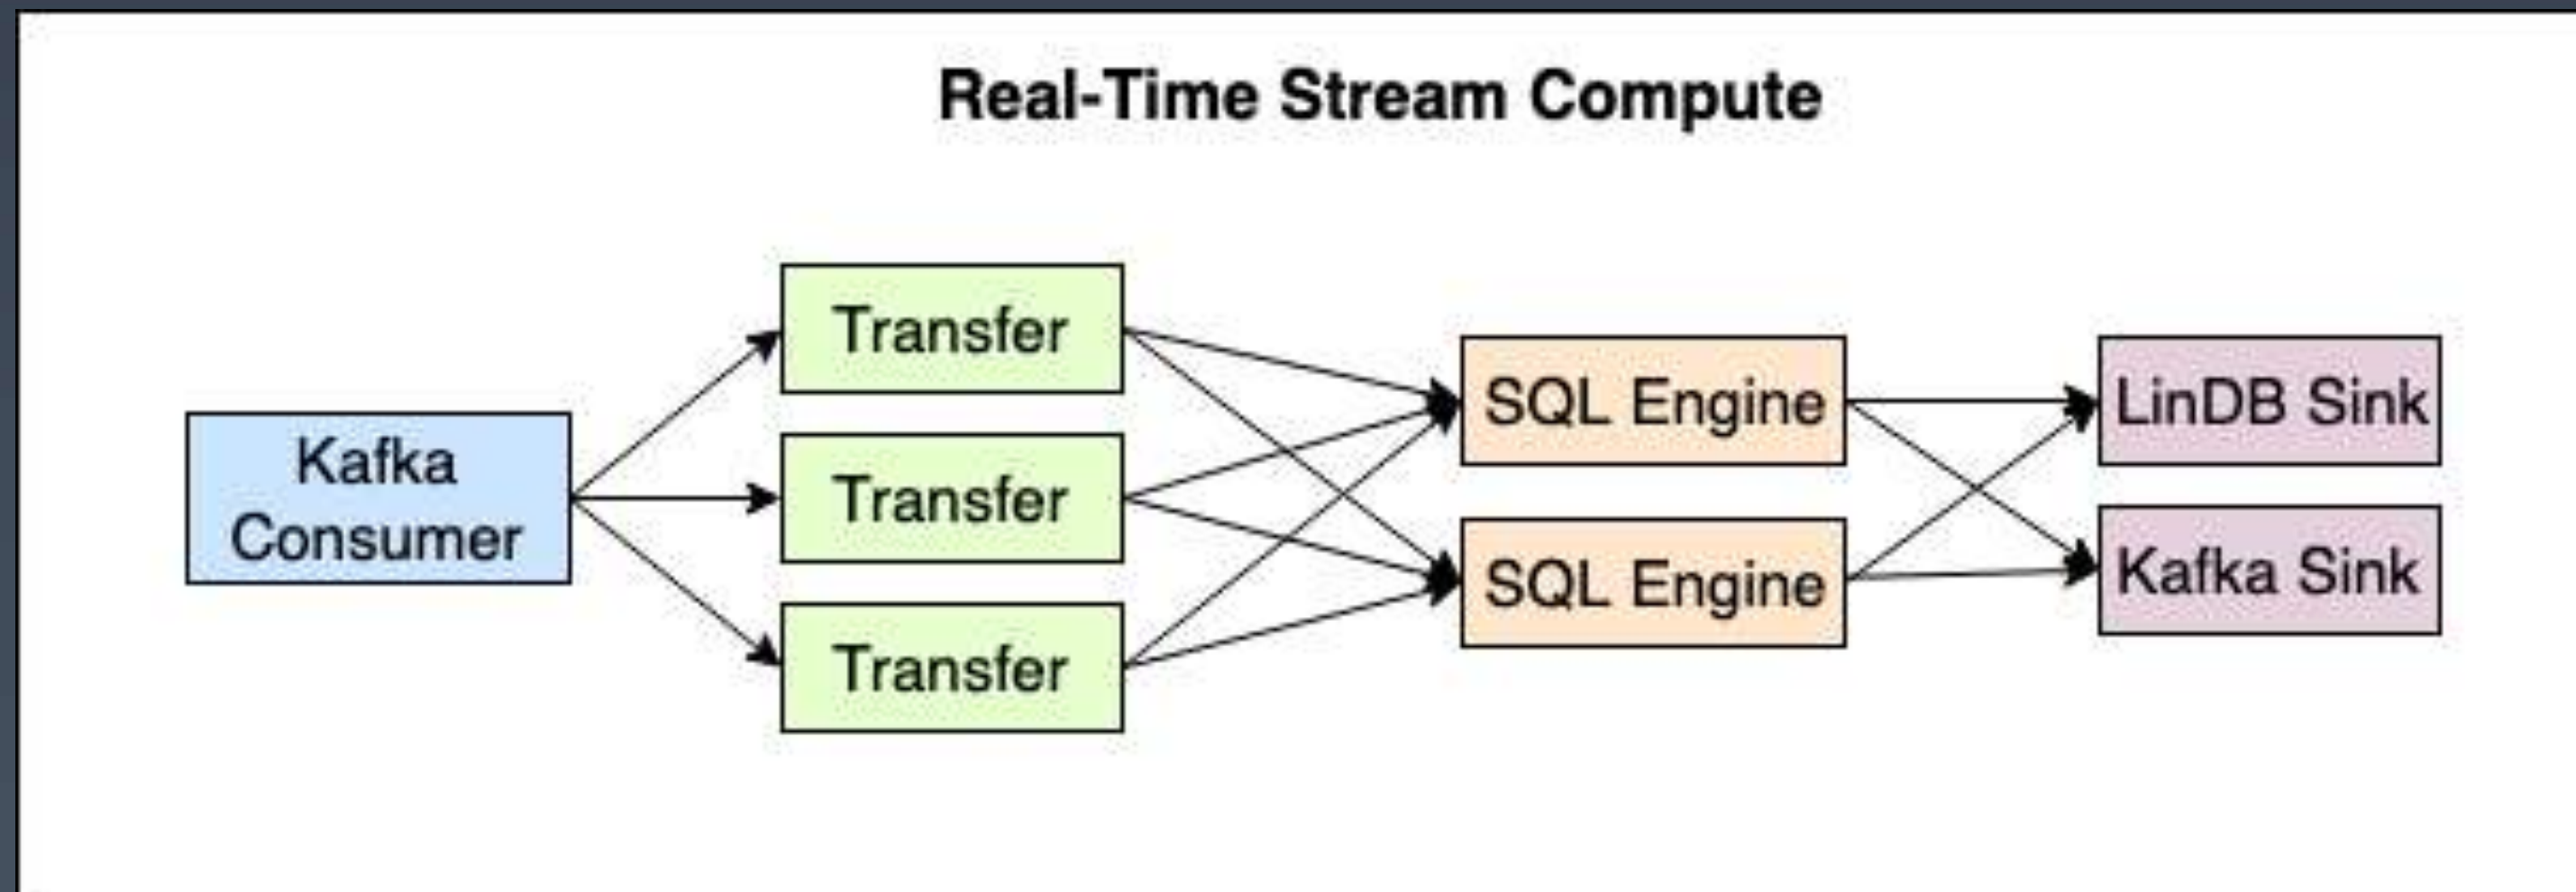 Real-Time Stream Compute
Transfer
Kafka
Consumer
Transfer
Transfer
SQL Engine
SQL Engine
LinDB Sink
Kafka Sink